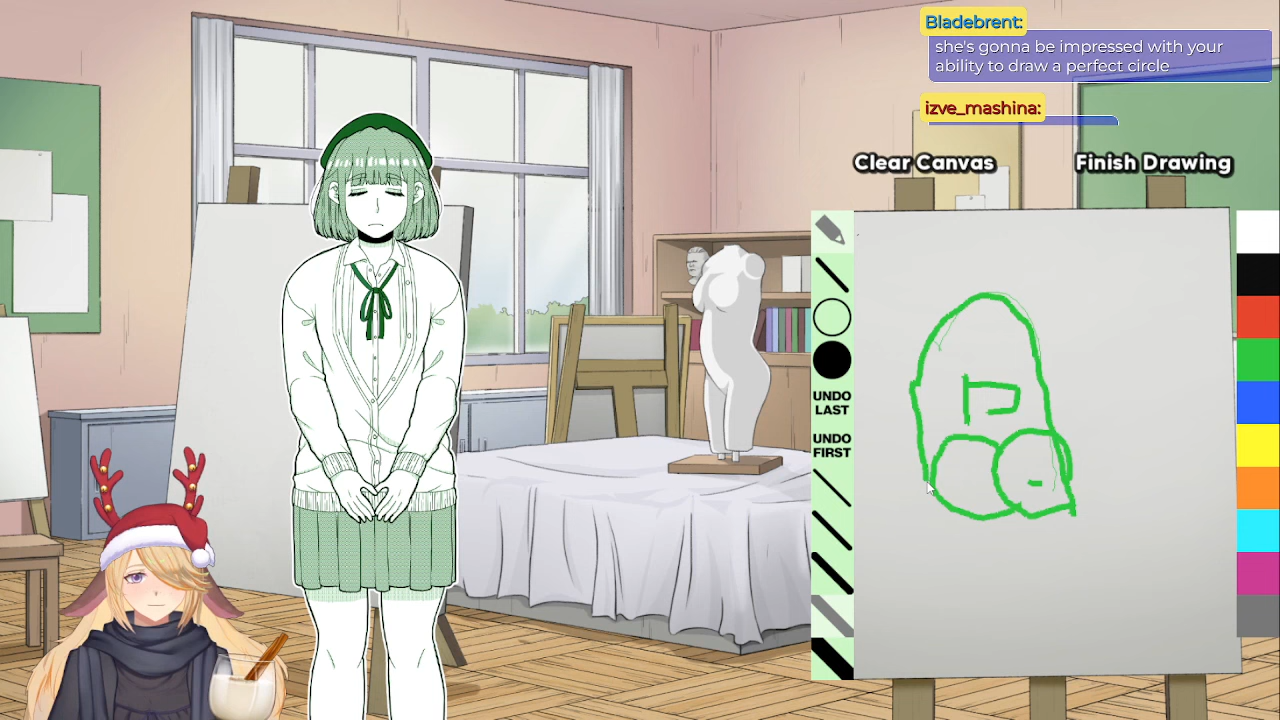 Bladebrent:
she's gonna be impressed with your
ability to draw a perfect circle
izve_mashina:
Clear Canvas
Finish Drawing
UNDO
LAST
UNDO
FIRST